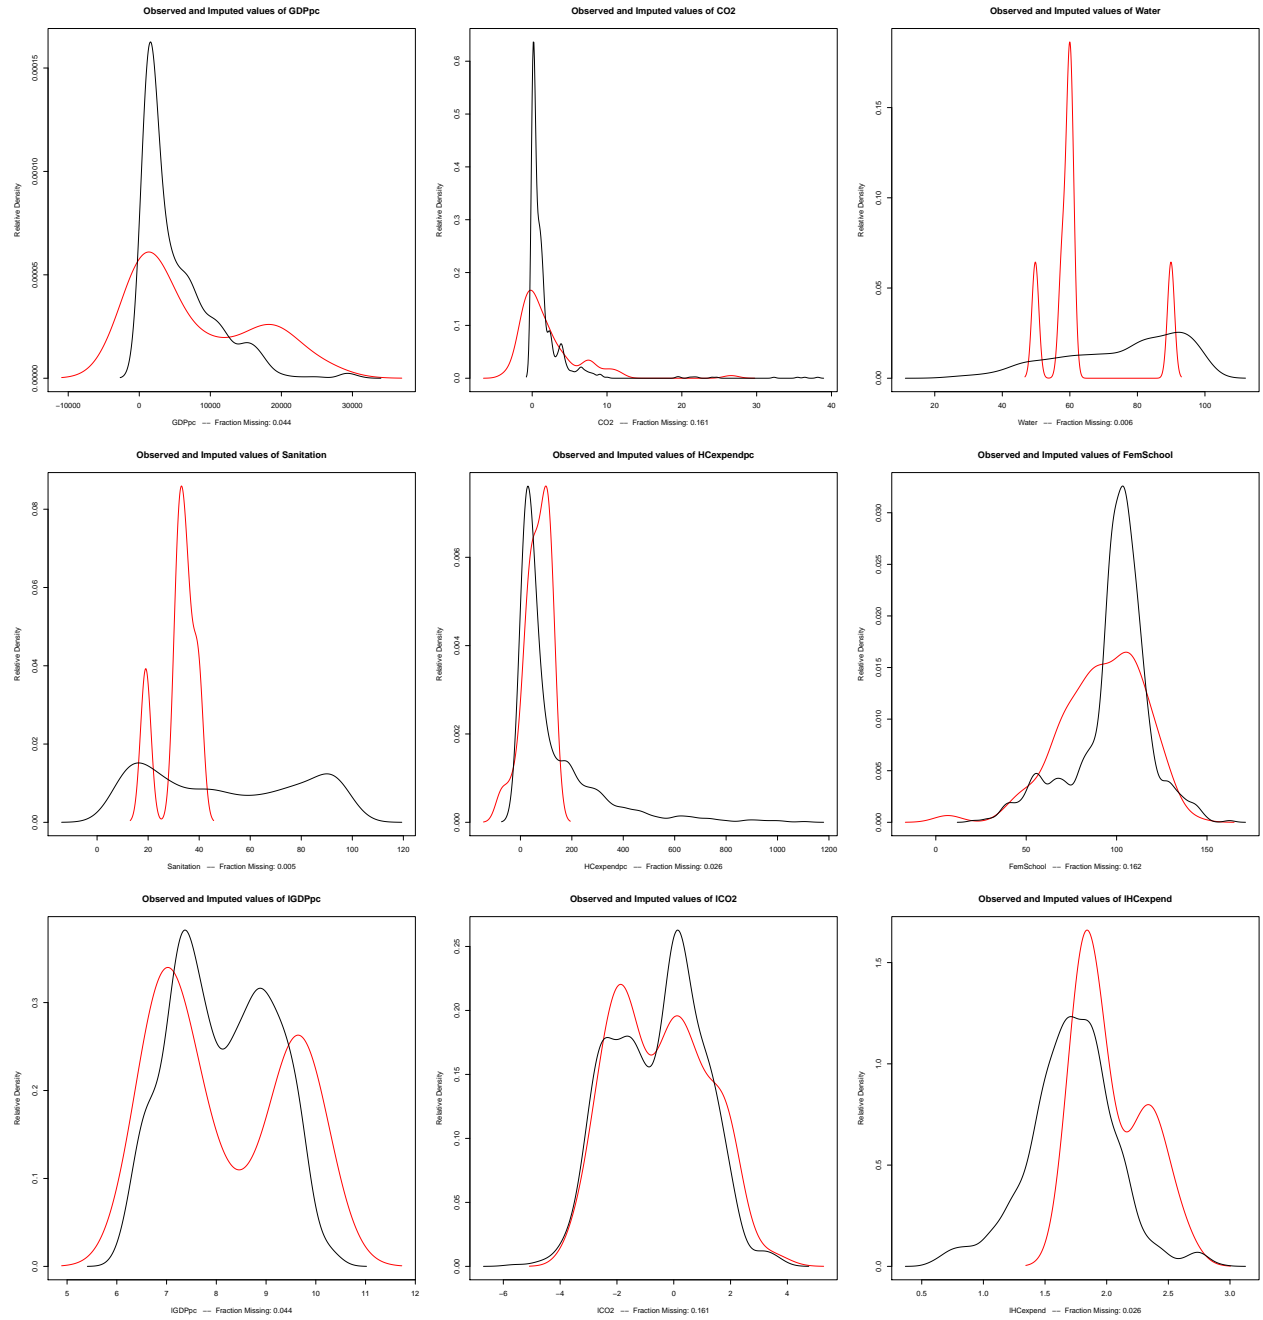 Observed and Imputed values of GDPpc
Relative Density
0.00000 0.00005 0.00010 0.00015
−10000 0 10000 20000 30000
GDPpc −− Fraction Missing: 0.044
Observed and Imputed values of CO2
Relative Density
0.0 0.1 0.2 0.3 0.4 0.5 0.6
0 10 20 30 40
CO2 −− Fraction Missing: 0.161
Observed and Imputed values of Water
Relative Density
0.00 0.05 0.10 0.15
20 40 60 80 100
Water −− Fraction Missing: 0.006
Observed and Imputed values of Sanitation
Relative Density
0.00 0.02 0.04 0.06 0.08
0 20 40 60 80 100 120
Sanitation −− Fraction Missing: 0.005
Observed and Imputed values of HCexpendpc
Relative Density
0.000 0.002 0.004 0.006
0 200 400 600 800 1000 1200
HCexpendpc −− Fraction Missing: 0.026
Observed and Imputed values of FemSchool
Relative Density
0.000 0.005 0.010 0.015 0.020 0.025 0.030
0 50 100 150
FemSchool −− Fraction Missing: 0.162
Observed and Imputed values of lGDPpc
Relative Density
0.0 0.1 0.2 0.3
5 6 7 8 9 10 11 12
lGDPpc −− Fraction Missing: 0.044
Observed and Imputed values of lCO2
Relative Density
0.00 0.05 0.10 0.15 0.20 0.25
−6 −4 −2 0 2 4
lCO2 −− Fraction Missing: 0.161
Observed and Imputed values of lHCexpend
Relative Density
0.0 0.5 1.0 1.5
0.5 1.0 1.5 2.0 2.5 3.0
lHCexpend −− Fraction Missing: 0.026